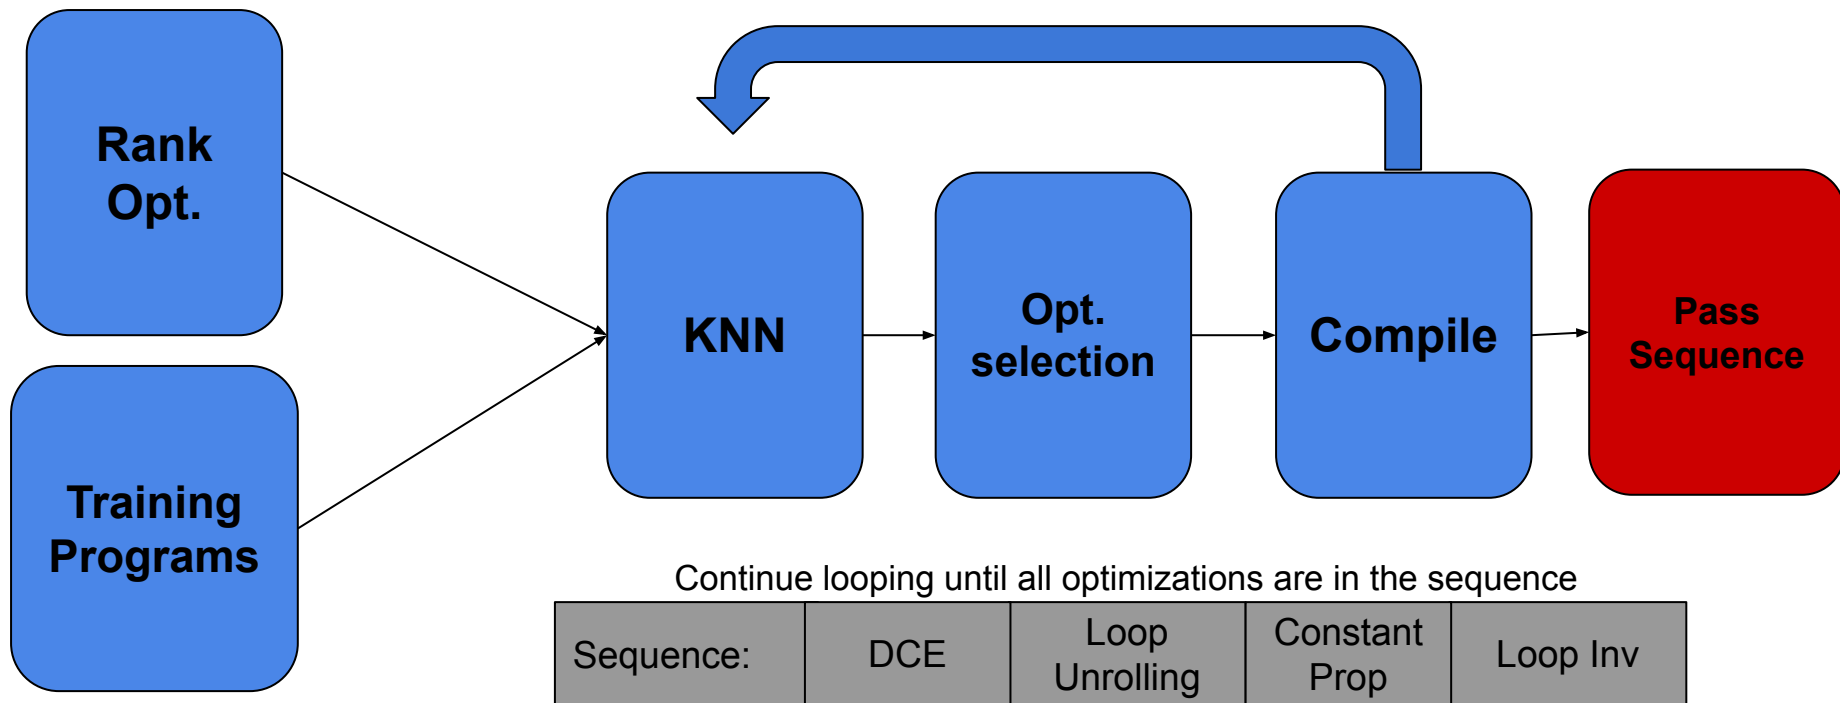 Rank
Opt.
Training
Programs
KNN
Opt.
selection
Compile
Pass
Sequence
Continue looping until all optimizations are in the sequence
Sequence:
DCE
Loop
Unrolling
Constant
Prop
Loop Inv